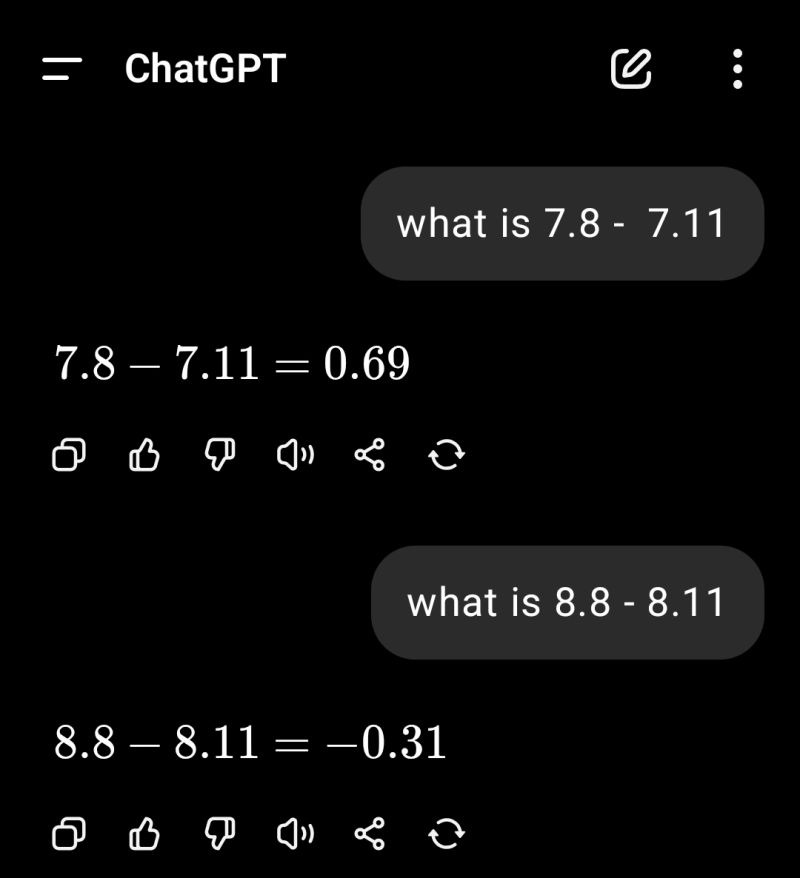 ChatGPT
what is 7.8 -  7.11
7.8 − 7.11 = 0.69
what is 8.8 - 8.11
8.8 − 8.11 = −0.31